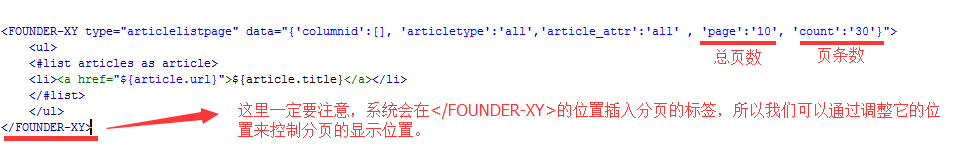 <FOUNDER-XY type="articlelistpage" data="{'columnid':[], 'articletype':'all','article_attr':'all' , 'page':'10', 'count':'30'}">
<ul>
总页数
页条数
<#list articles as article>
<li><a href="${article.url}">${article.title}</a></li>
</#list>
</ul>
</FOUNDER-XY>
这里一定要注意，系统会在</FOUNDER-XY>的位置插入分页的标签，所以我们可以通过调整它的位
置来控制分页的显示位置。